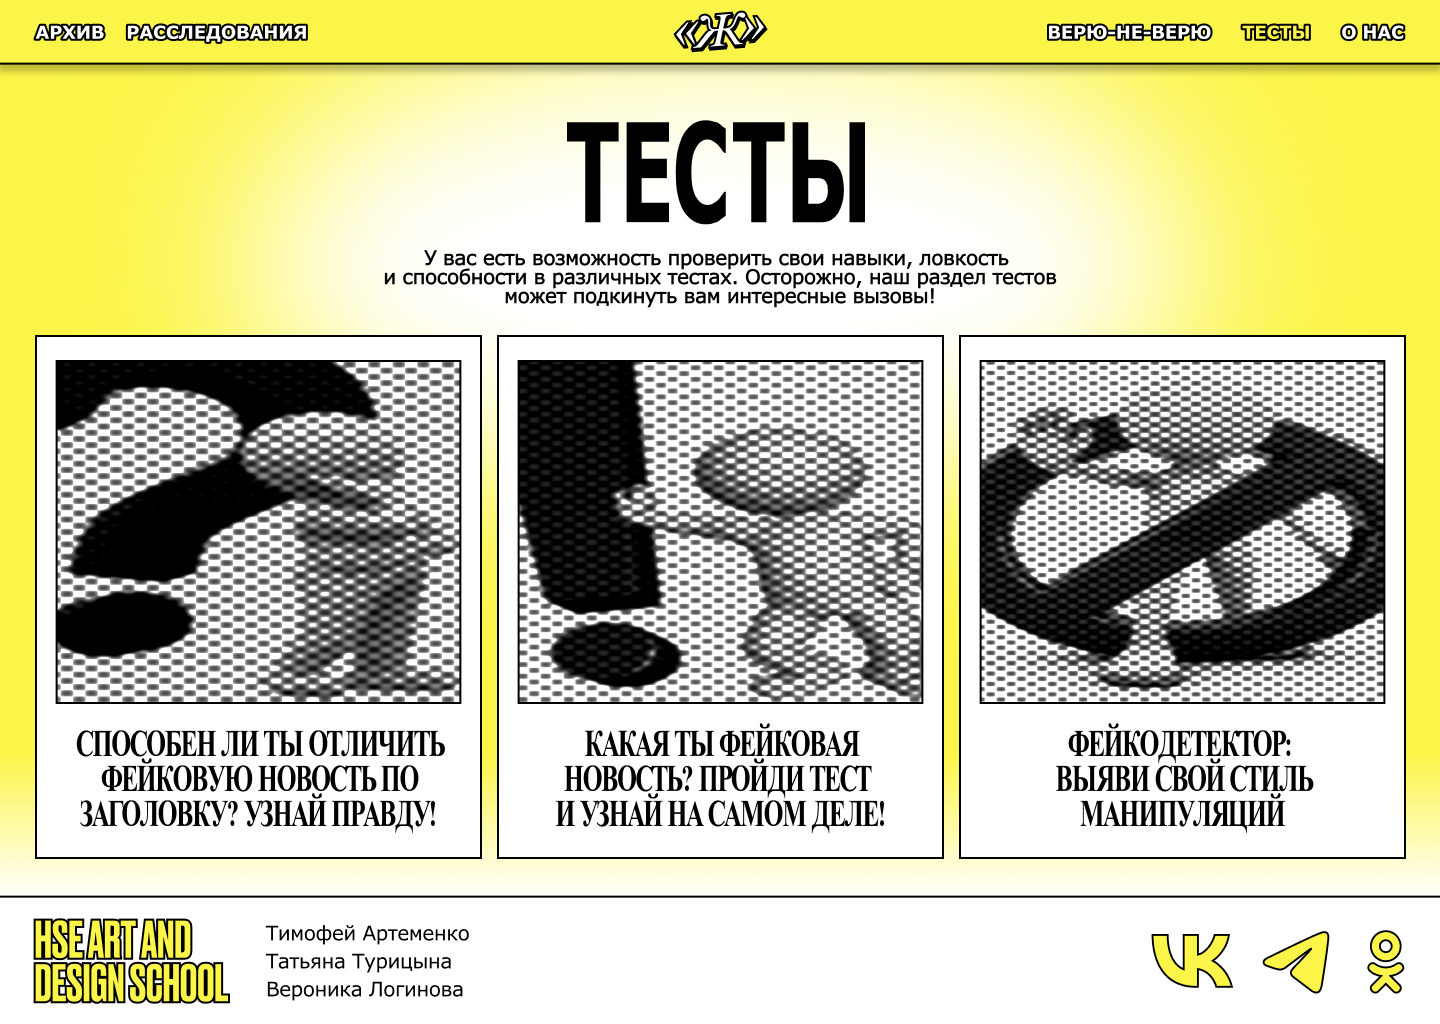 АРХИВ РАССЛЕДОВАНИЯ «Ж» ВЕРЮ-НЕ-ВЕРЮ ТЕСТЫ О НАС
ТЕСТЫ
У вас есть возможность проверить свои навыки, ловкость
и способности в различных тестах. Осторожно, наш раздел тестов
может подкинуть вам интересные вызовы!
СПОСОБЕН ЛИ ТЫ ОТЛИЧИТЬ
ФЕЙКОВУЮ НОВОСТЬ ПО
ЗАГОЛОВКУ? УЗНАЙ ПРАВДУ!
КАКАЯ ТЫ ФЕЙКОВАЯ
НОВОСТЬ? ПРОЙДИ ТЕСТ
И УЗНАЙ НА САМОМ ДЕЛЕ!
ФЕЙКОДЕТЕКТОР:
ВЫЯВИ СВОЙ СТИЛЬ
МАНИПУЛЯЦИЙ
HSE ART AND
DESIGN SCHOOL
Тимофей Артеменко
Татьяна Турицына
Вероника Логинова
VK